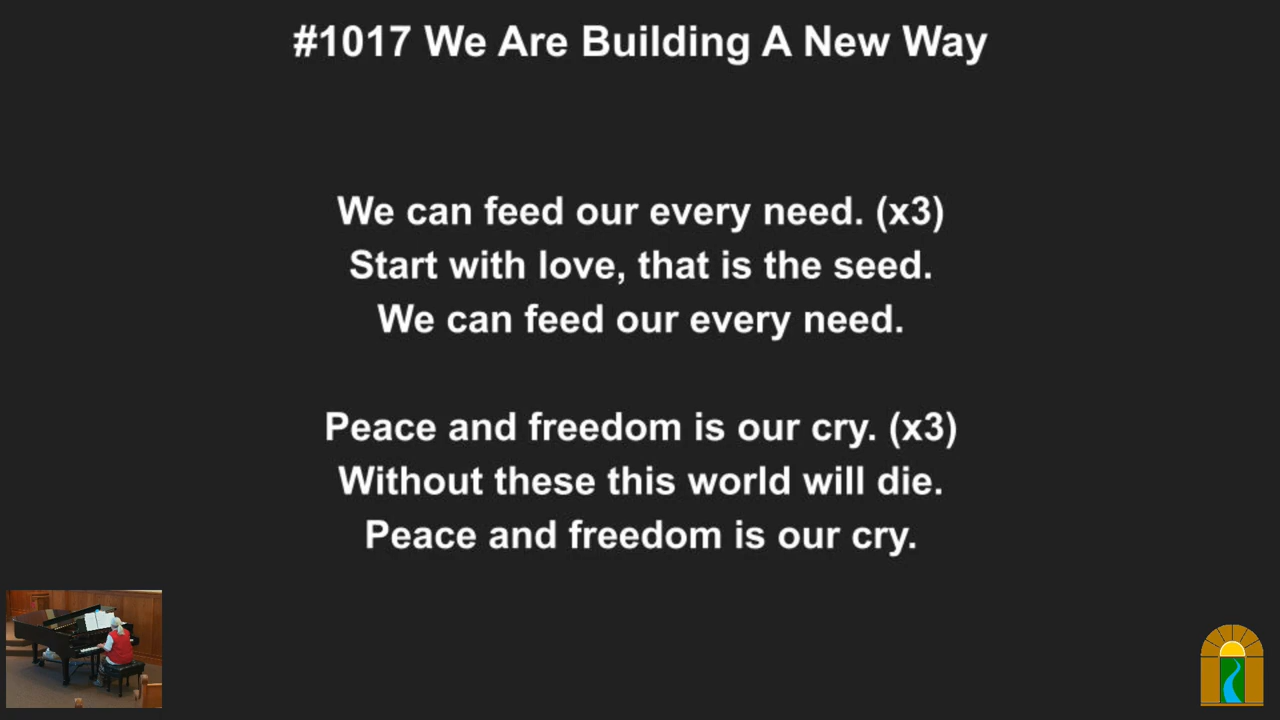 #1017 We Are Building A New Way
We can feed our every need. (x3)
Start with love, that is the seed.
We can feed our every need.
Peace and freedom is our cry. (x3)
Without these this world will die.
Peace and freedom is our cry.